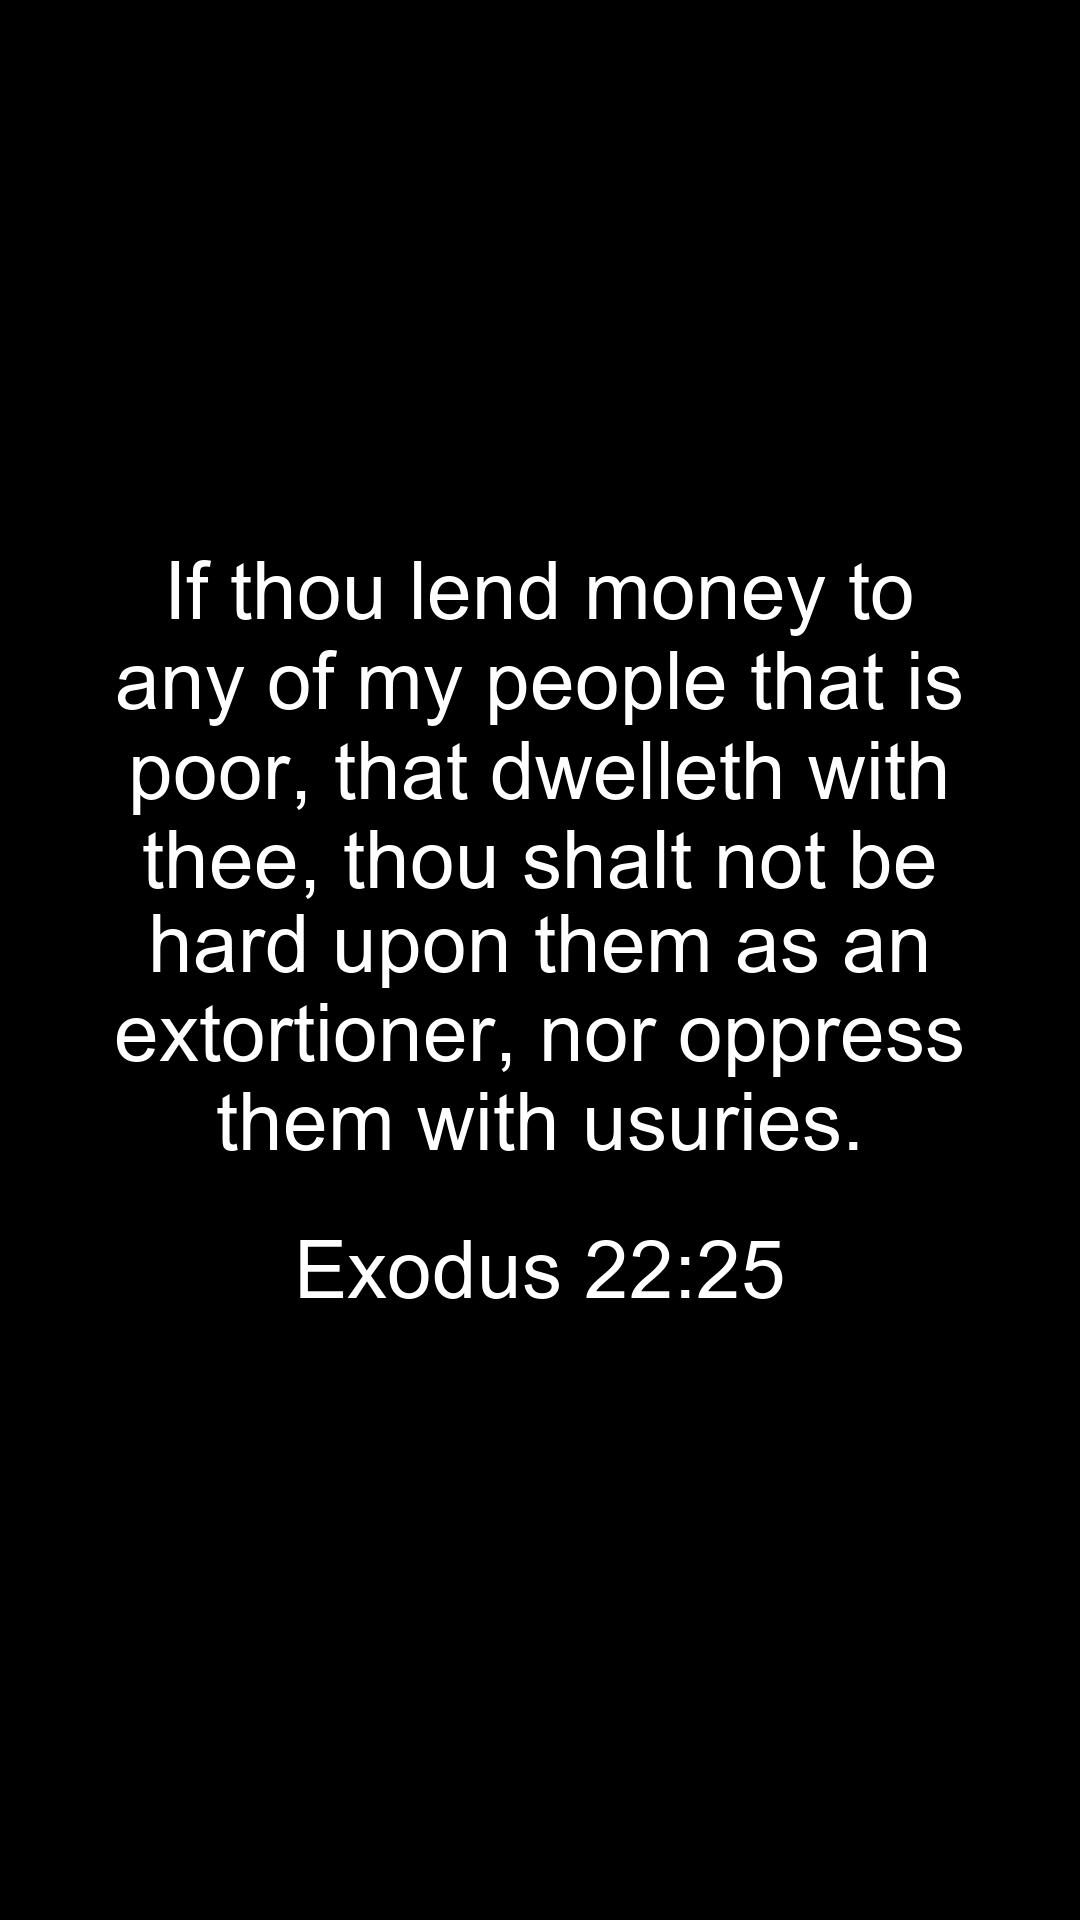 If thou lend money to
any of my people that is
poor, that dwelleth with
thee, thou shalt not be
hard upon them as an
extortioner, nor oppress
them with usuries.
Exodus 22:25